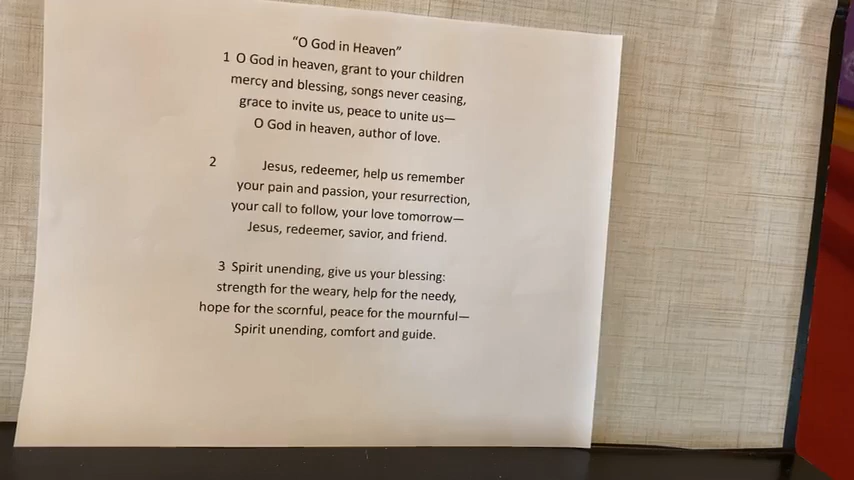 “O God in Heaven”
1 O God in heaven, grant to your children
mercy and blessing, songs never ceasing,
grace to invite us, peace to unite us—
O God in heaven, author of love.
2 Jesus, redeemer, help us remember
your pain and passion, your resurrection,
your call to follow, your love tomorrow—
Jesus, redeemer, savior, and friend.
3 Spirit unending, give us your blessing:
strength for the weary, help for the needy,
hope for the scornful, peace for the mournful—
Spirit unending, comfort and guide.